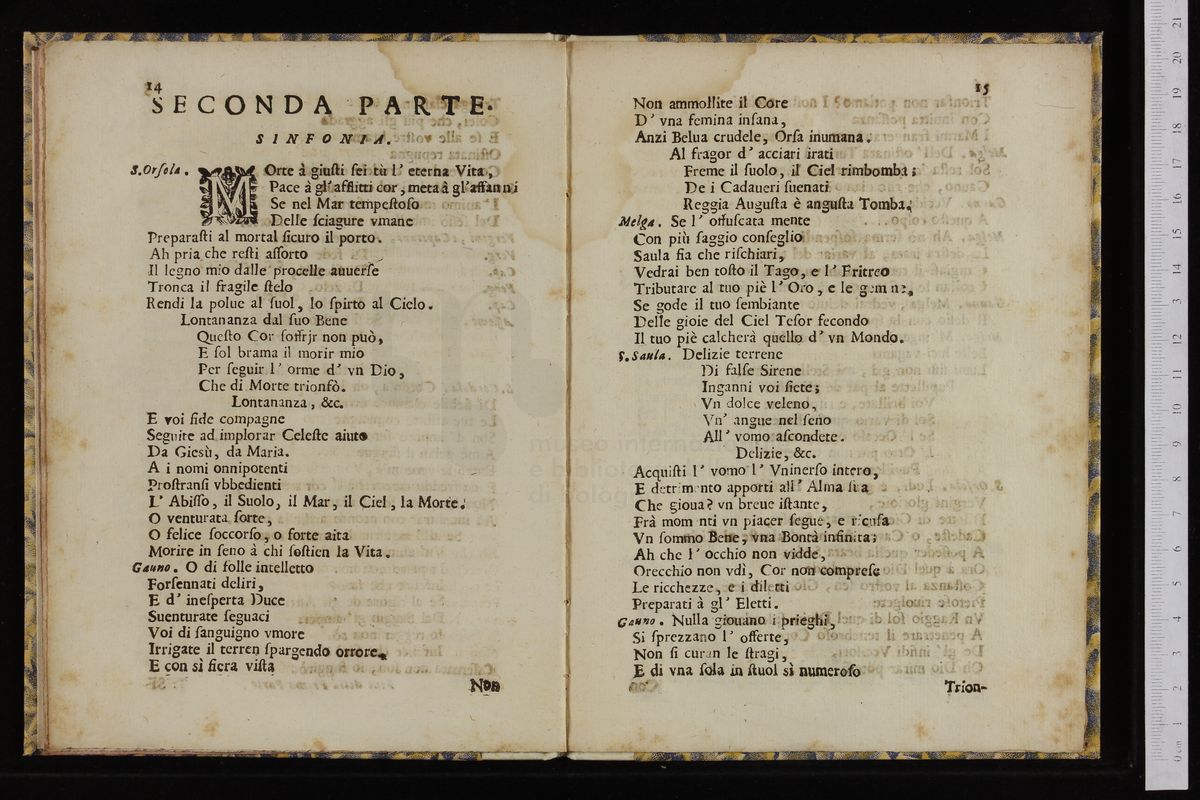 14
SECONDA PARTE.
SINFONIA.
S.Orſola. MOrte à giuſti ſei tù l' eterna Vita,
Pace à gl'afflitti cor, meta à gl'affanni
Se nel Mar tempeſtoſo
Delle ſciagure vmane
Preparaſti al mortal ſicuro il porto.
Ah pria che reſti aſſorto
Il legno mio dalle procelle auuerſe
Tronca il fragile ſtelo
Rendi la polue al ſuol, lo ſpirto al Cielo.
Lontananza dal ſuo Bene
Queſto Cor ſoffrjr non può,
E ſol brama il morir mio
Per ſeguir l' orme d' vn Dio,
Che di Morte trionfò.
Lontananza, &c.
E voi fide compagne
Seguite ad implorar Celeſte aiuto
Da Giesù, da Maria.
A i nomi onnipotenti
Proſtranſi vbbedienti
L' Abiſſo, il Suolo, il Mar, il Ciel, la Morte.
O venturata ſorte,
O felice ſoccorſo, o forte aita
Morire in ſeno à chi ſoſtien la Vita.
Gauno. O di folle intelletto
Forſennati deliri,
E d' ineſperta Duce
Suenturate ſeguaci
Voi di ſanguigno vmore
Irrigate il terren ſpargendo orrore.
E con sì fiera viſta
Non
15
Non ammollite il Core
D' vna femina inſana,
Anzi Belua crudele, Orſa inumana.
Al fragor d' acciari irati
Freme il ſuolo, il Ciel rimbomba;
De i Cadaueri ſuenati
Reggia Auguſta è anguſta Tomba.
Melga. Se l' offuſcata mente
Con più ſaggio conſeglio
Saula fia che riſchiari,
Vedrai ben toſto il Tago, e l' Eritreo
Tributare al tuo piè l' Oro, e le gemme,
Se gode il tuo ſembiante
Delle gioie del Ciel Teſor fecondo
Il tuo piè calcherà quello d' vn Mondo.
S.Saula. Delizie terrene
Di falſe Sirene
Inganni voi ſiete;
Vn dolce veleno,
Vn' angue nel ſeno
All' vomo aſcondete.
Delizie, &c.
Acquiſti l' vomo l' Vniuerſo intero,
E detrimento apporti all' Alma ſua
Che gioua? vn breue iſtante,
Frà momenti vn piacer ſegue, e ricuſa
Vn ſommo Bene, vna Bontà infinita;
Ah che l' occhio non vidde,
Orecchio non vdì, Cor non compreſe
Le ricchezze, e i diletti
Preparati à gl' Eletti.
Gauno. Nulla giouano i prieghi,
Si ſprezzano l' offerte,
Non ſi curan le ſtragi,
E di vna ſola in ſtuol sì numeroſo
Trion-